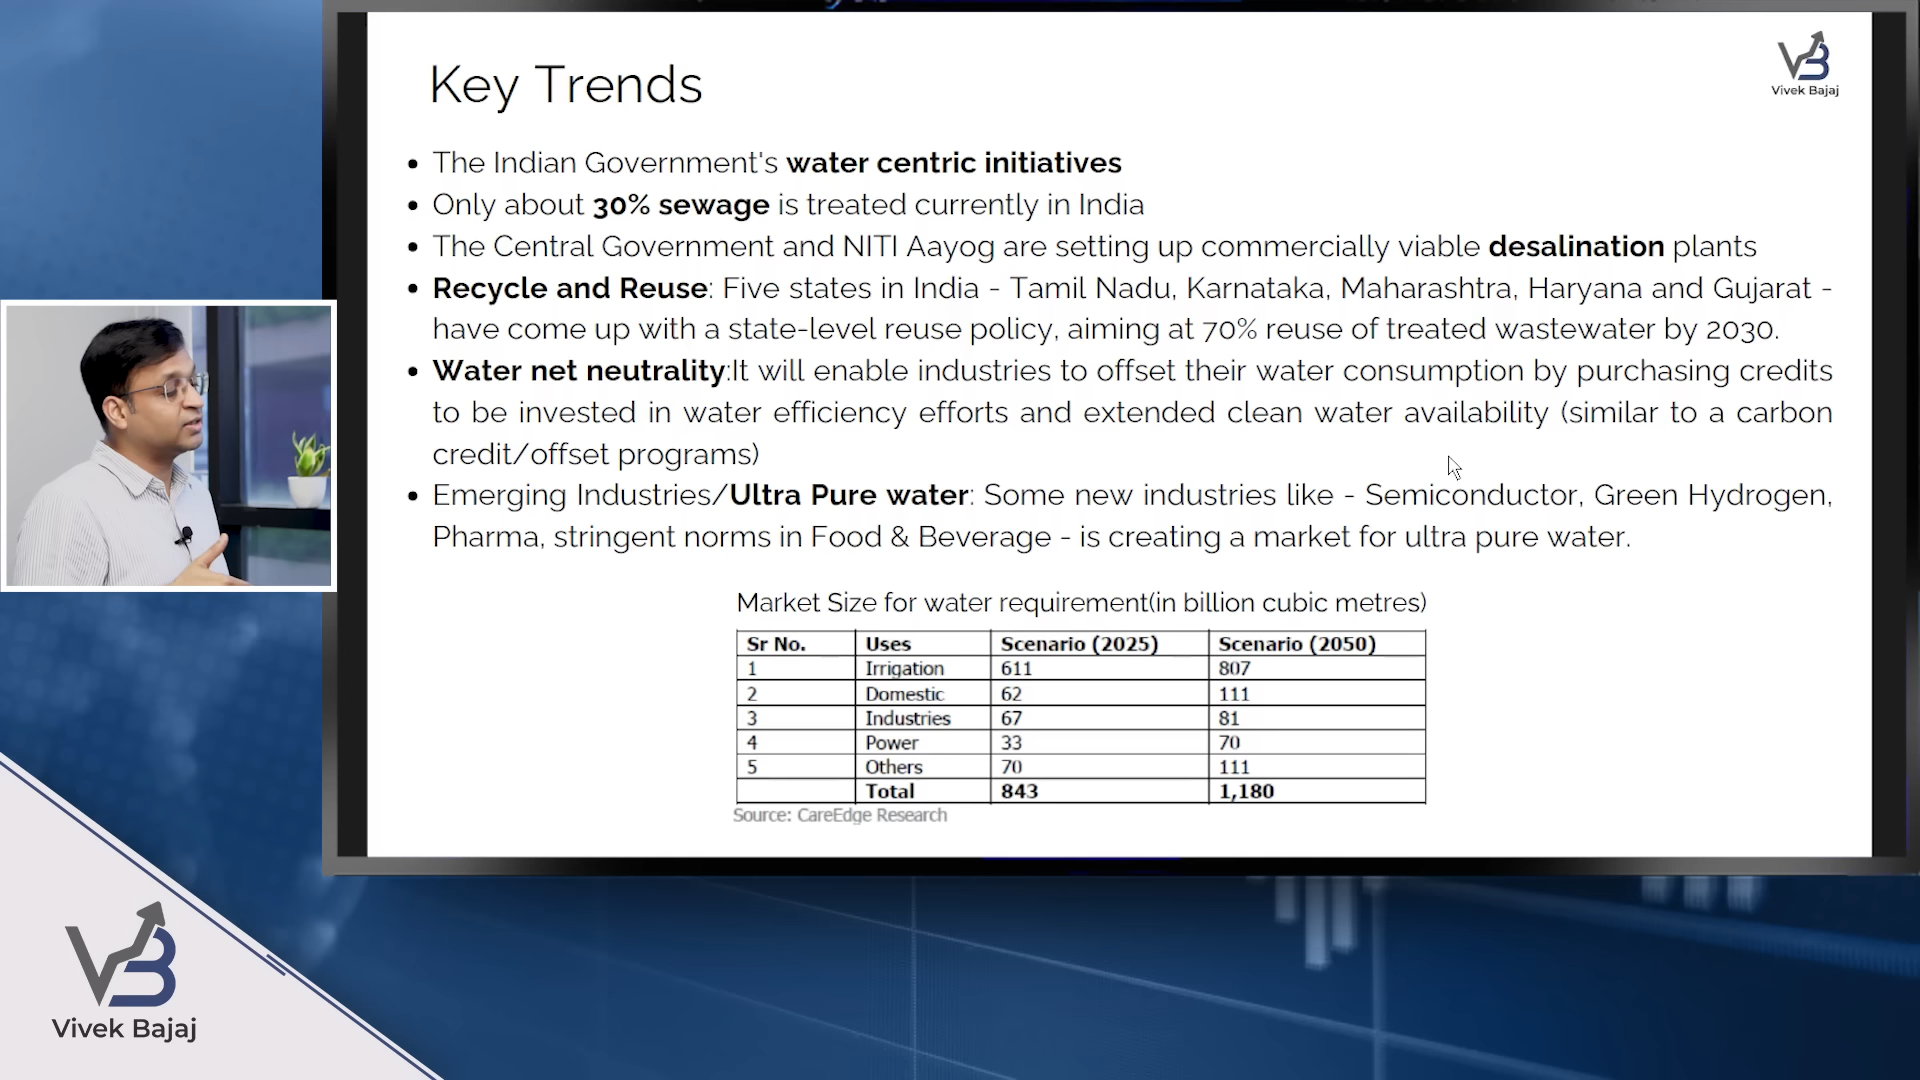 Key Trends
VB
Vivek Bajaj
• The Indian Government's water centric initiatives
• Only about 30% sewage is treated currently in India
• The Central Government and NITI Aayog are setting up commercially viable desalination plants
• Recycle and Reuse: Five states in India - Tamil Nadu, Karnataka, Maharashtra, Haryana and Gujarat -
have come up with a state-level reuse policy, aiming at 70% reuse of treated wastewater by 2030.
• Water net neutrality:It will enable industries to offset their water consumption by purchasing credits
to be invested in water efficiency efforts and extended clean water availability (similar to a carbon
credit/offset programs)
• Emerging Industries/Ultra Pure water: Some new industries like - Semiconductor, Green Hydrogen,
Pharma, stringent norms in Food & Beverage - is creating a market for ultra pure water.
Market Size for water requirement(in billion cubic metres)
Sr No. Uses Scenario (2025) Scenario (2050)
1 Irrigation 611 807
2 Domestic 62 111
3 Industries 67 81
4 Power 33 70
5 Others 70 111
Total 843 1,180
Source: CareEdge Research
VB
Vivek Bajaj